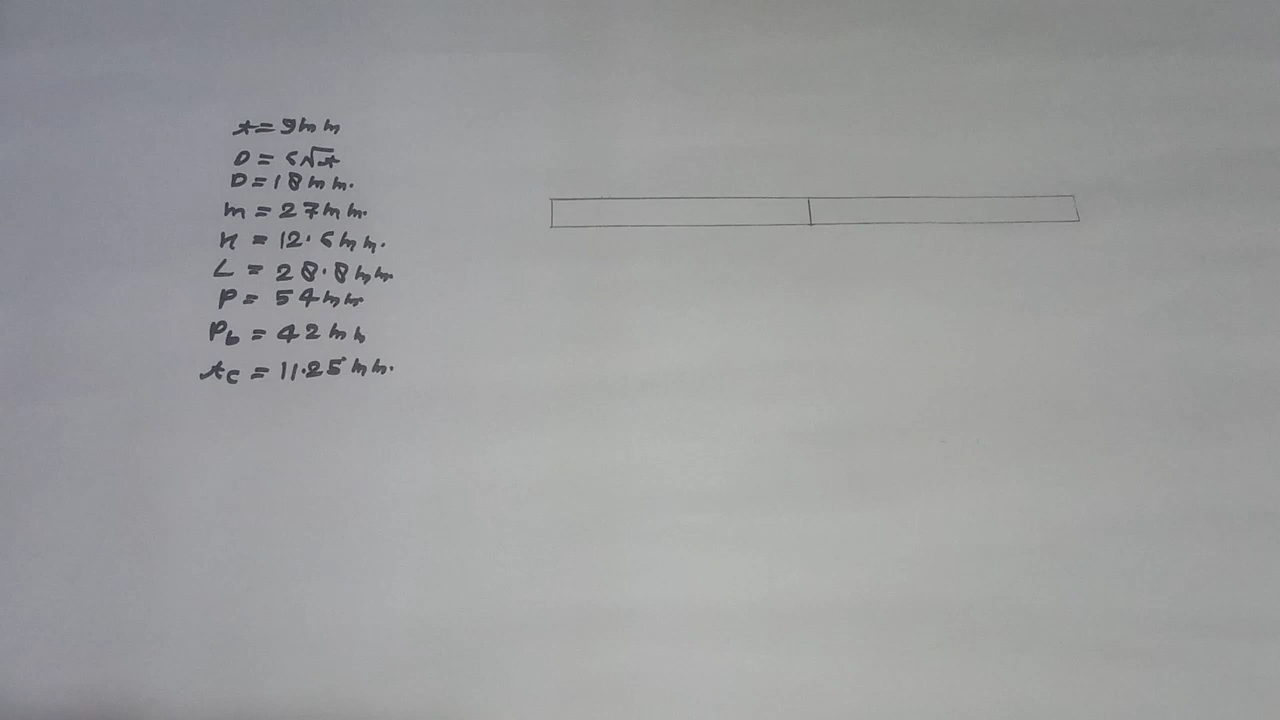 t = 9mm
D = 6√t
D = 18mm.
m = 27mm.
H = 12.6mm.
L = 28.8mm
P = 54mm
Pb = 42mm
tc = 11.25mm.